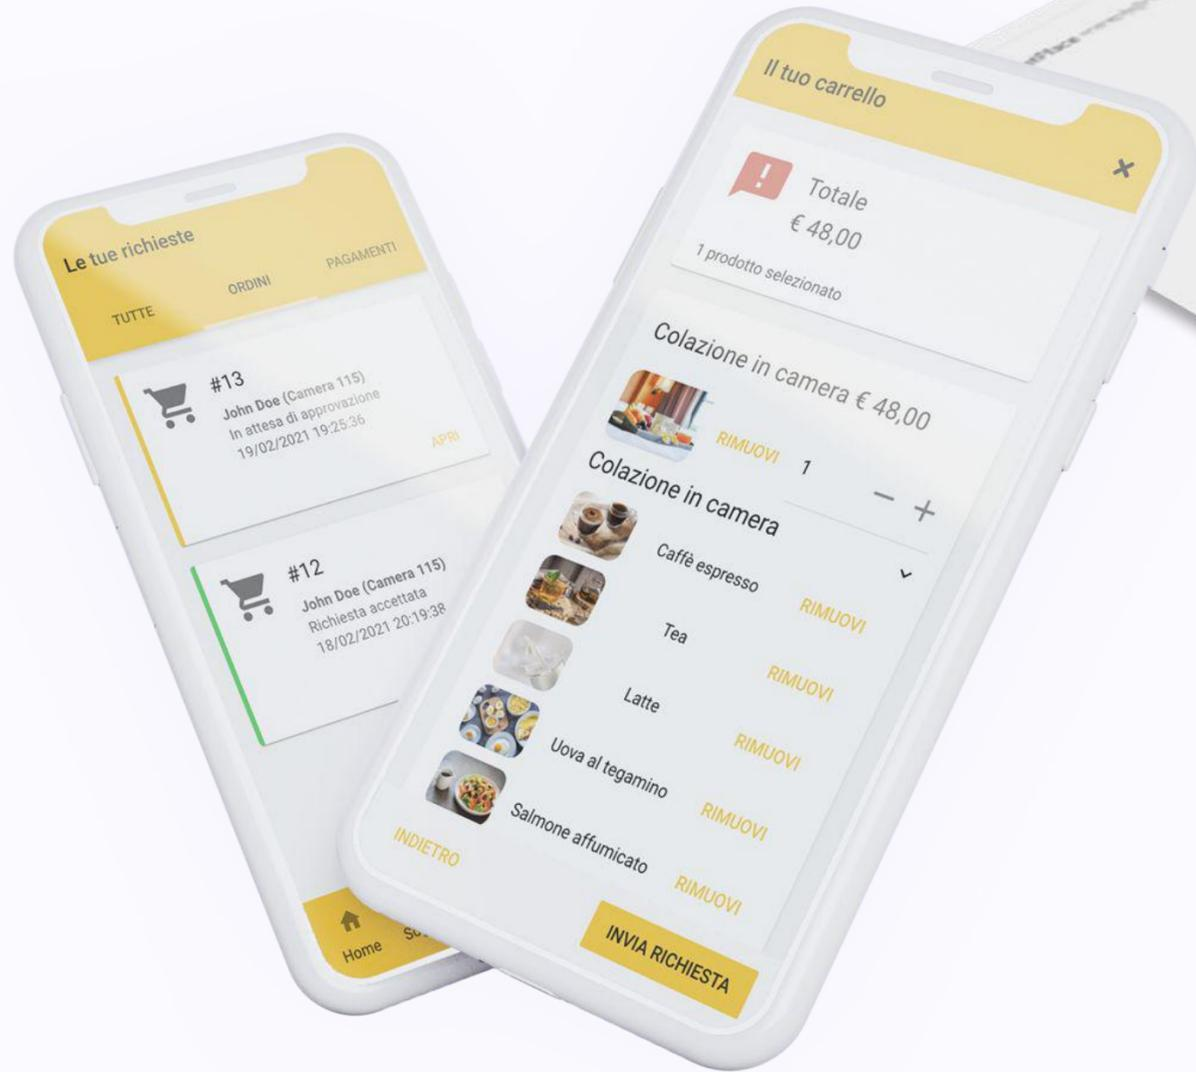 Le tue richieste
TUTTE
ORDINI
PAGAMENTI
#13
John Doe (Camera 115)
In attesa di approvazione
19/02/2021 19:25:36
APRI
#12
John Doe (Camera 115)
Richiesta accettata
18/02/2021 20:19:38
Home
Il tuo carrello
Totale
€ 48,00
1 prodotto selezionato
Colazione in camera € 48,00
RIMUOVI
1
Colazione in camera
Caffè espresso
RIMUOVI
Tea
RIMUOVI
Latte
RIMUOVI
Uova al tegamino
RIMUOVI
Salmone affumicato
RIMUOVI
INDIETRO
INVIA RICHIESTA